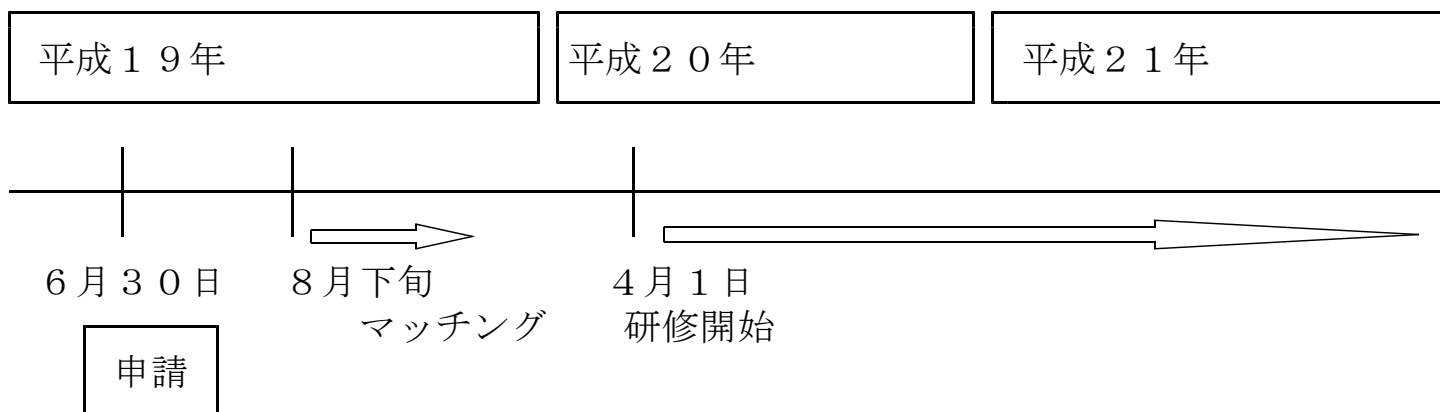 平成１９年
平成２０年
平成２１年
６月３０日
８月下旬
４月１日
マッチング
研修開始
申請